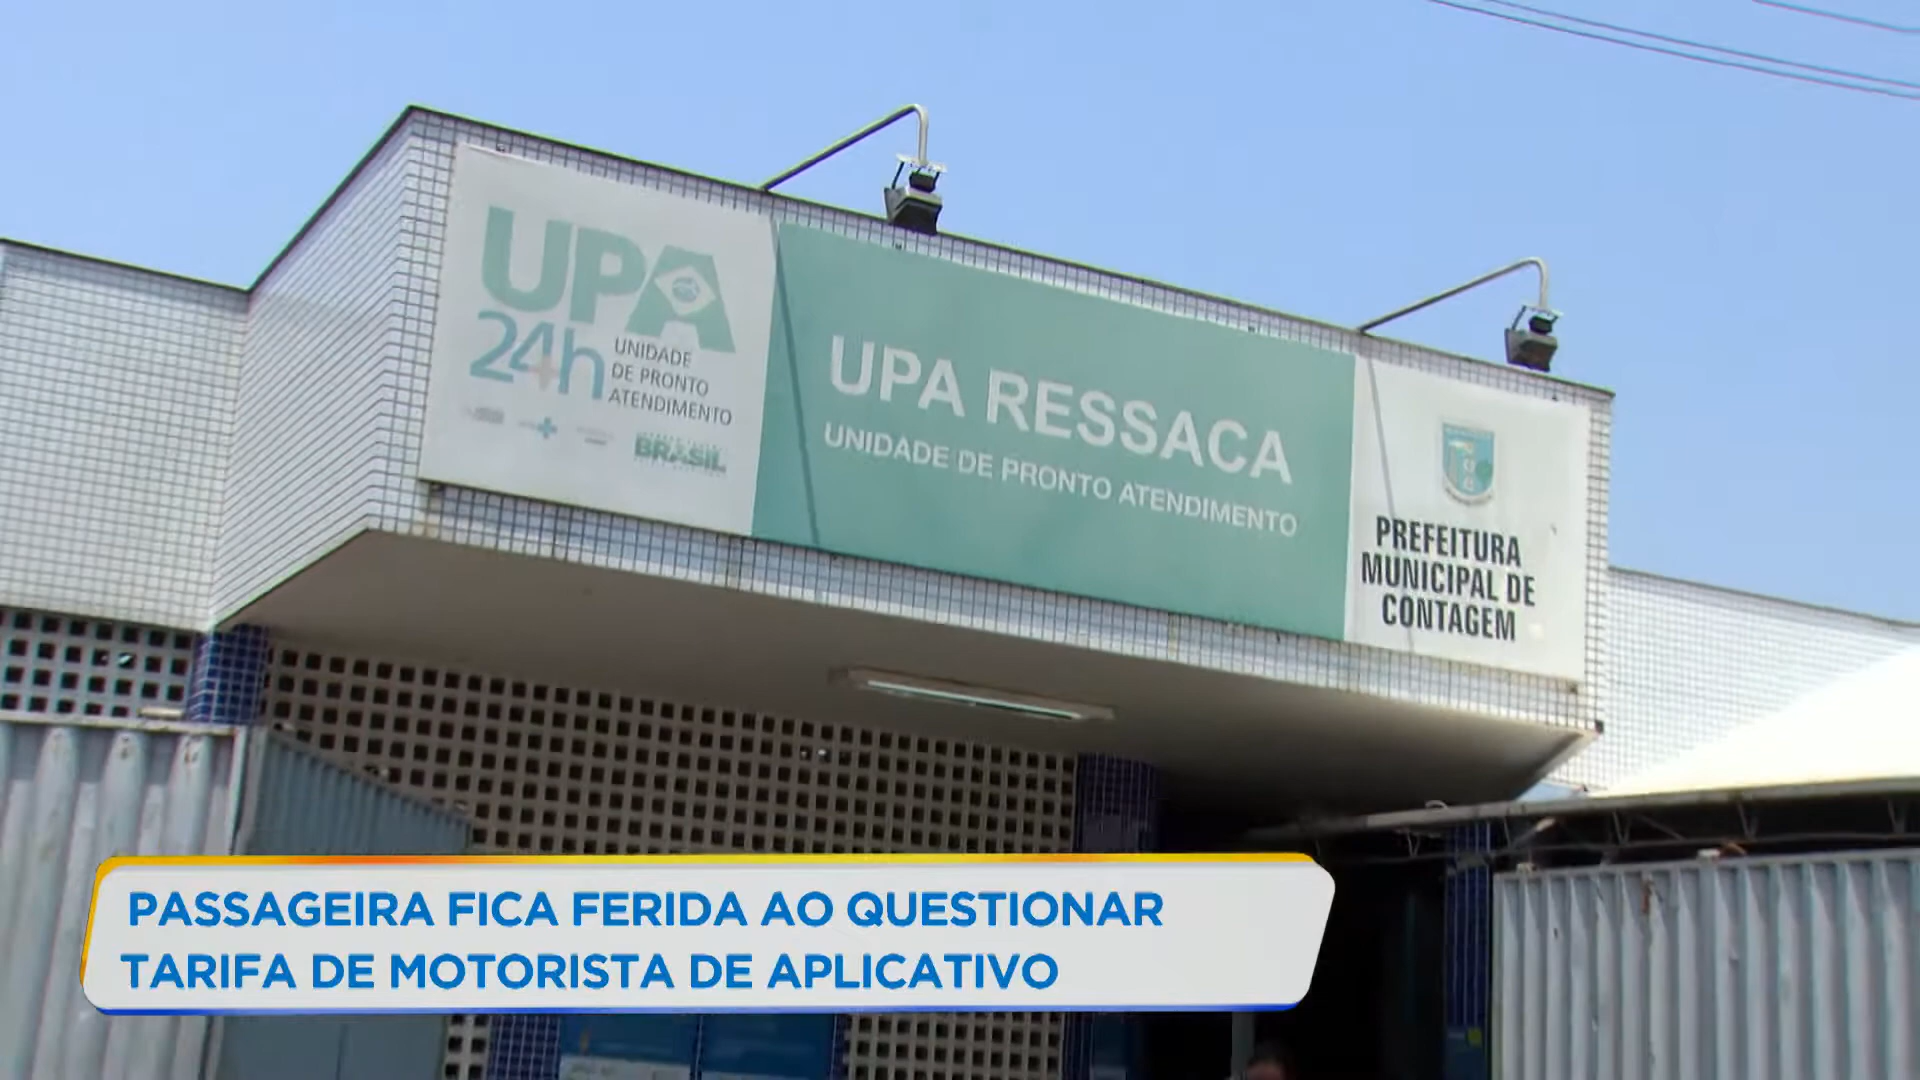 UPA
24h
UNIDADE
DE PRONTO
ATENDIMENTO
BRASIL
UPA RESSACA
UNIDADE DE PRONTO ATENDIMENTO
PREFEITURA
MUNICIPAL DE
CONTAGEM
PASSAGEIRA FICA FERIDA AO QUESTIONAR
TARIFA DE MOTORISTA DE APLICATIVO